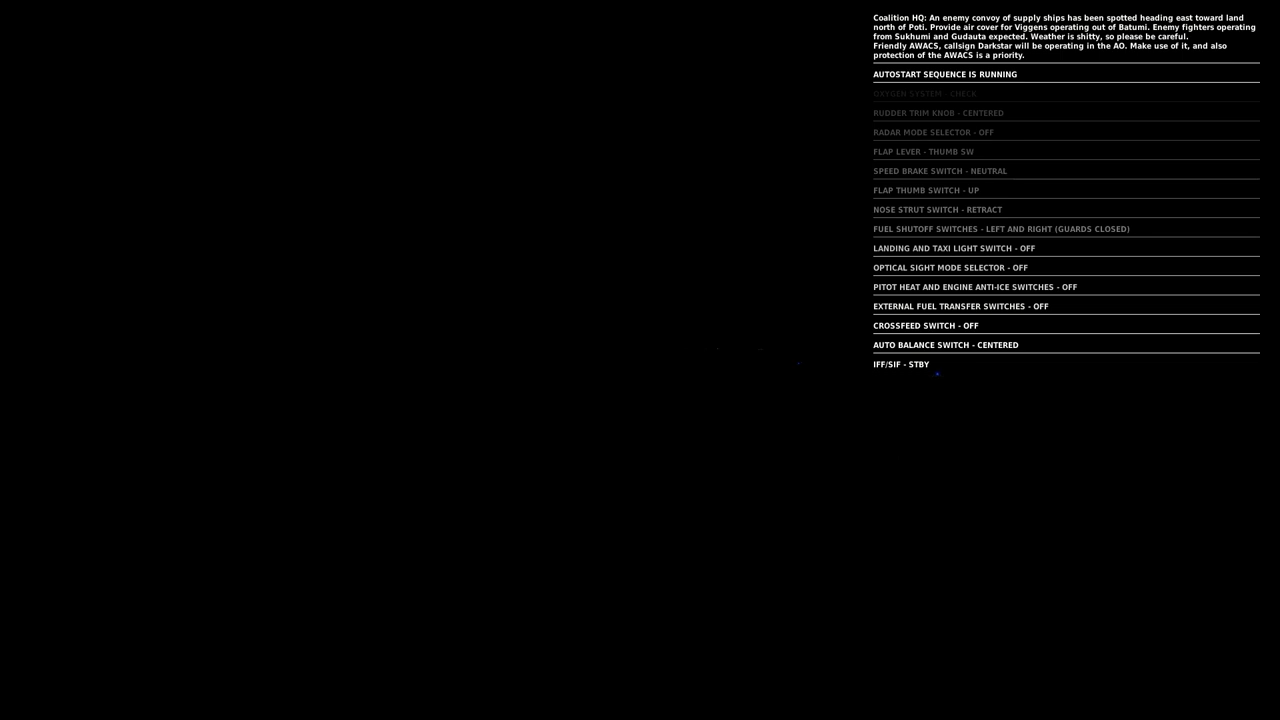 Coalition HQ: An enemy convoy of supply ships has been spotted heading east toward land
north of Poti. Provide air cover for Viggens operating out of Batumi. Enemy fighters operating
from Sukhumi and Gudauta expected. Weather is shitty, so please be careful.
Friendly AWACS, callsign Darkstar will be operating in the AO. Make use of it, and also
protection of the AWACS is a priority.
AUTOSTART SEQUENCE IS RUNNING
OXYGEN SYSTEM - CHECK
RUDDER TRIM KNOB - CENTERED
RADAR MODE SELECTOR - OFF
FLAP LEVER - THUMB SW
SPEED BRAKE SWITCH - NEUTRAL
FLAP THUMB SWITCH - UP
NOSE STRUT SWITCH - RETRACT
FUEL SHUTOFF SWITCHES - LEFT AND RIGHT (GUARDS CLOSED)
LANDING AND TAXI LIGHT SWITCH - OFF
OPTICAL SIGHT MODE SELECTOR - OFF
PITOT HEAT AND ENGINE ANTI-ICE SWITCHES - OFF
EXTERNAL FUEL TRANSFER SWITCHES - OFF
CROSSFEED SWITCH - OFF
AUTO BALANCE SWITCH - CENTERED
IFF/SIF - STBY